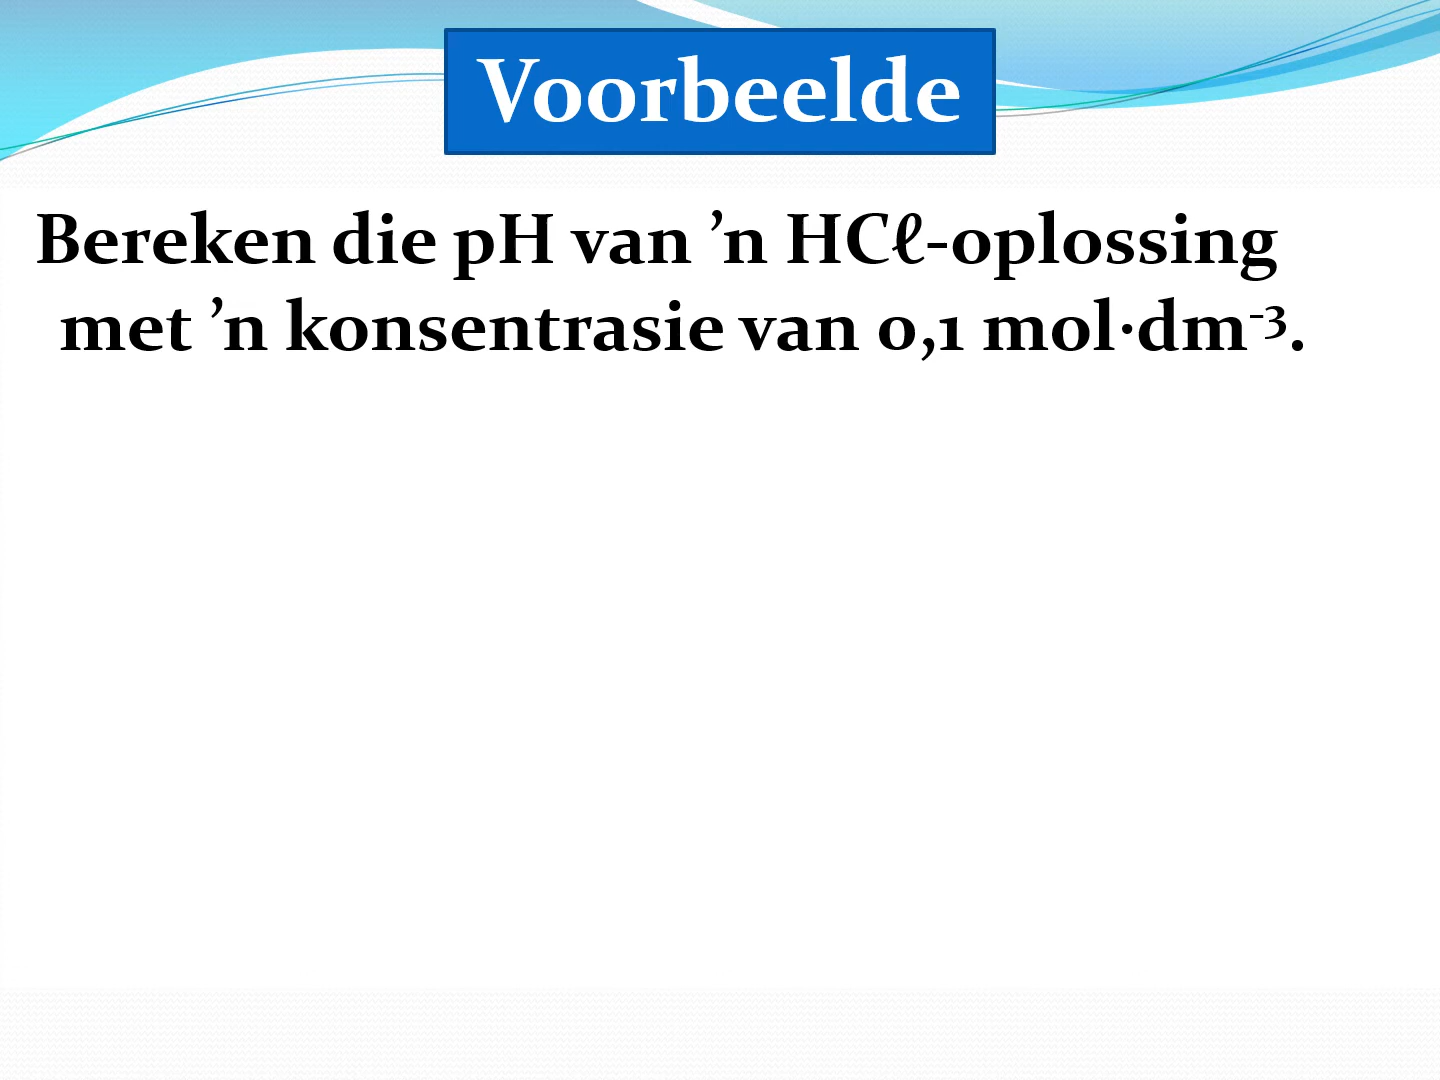 Voorbeelde
Bereken die pH van ’n HCℓ-oplossing
met ’n konsentrasie van 0,1 mol·dm⁻³.